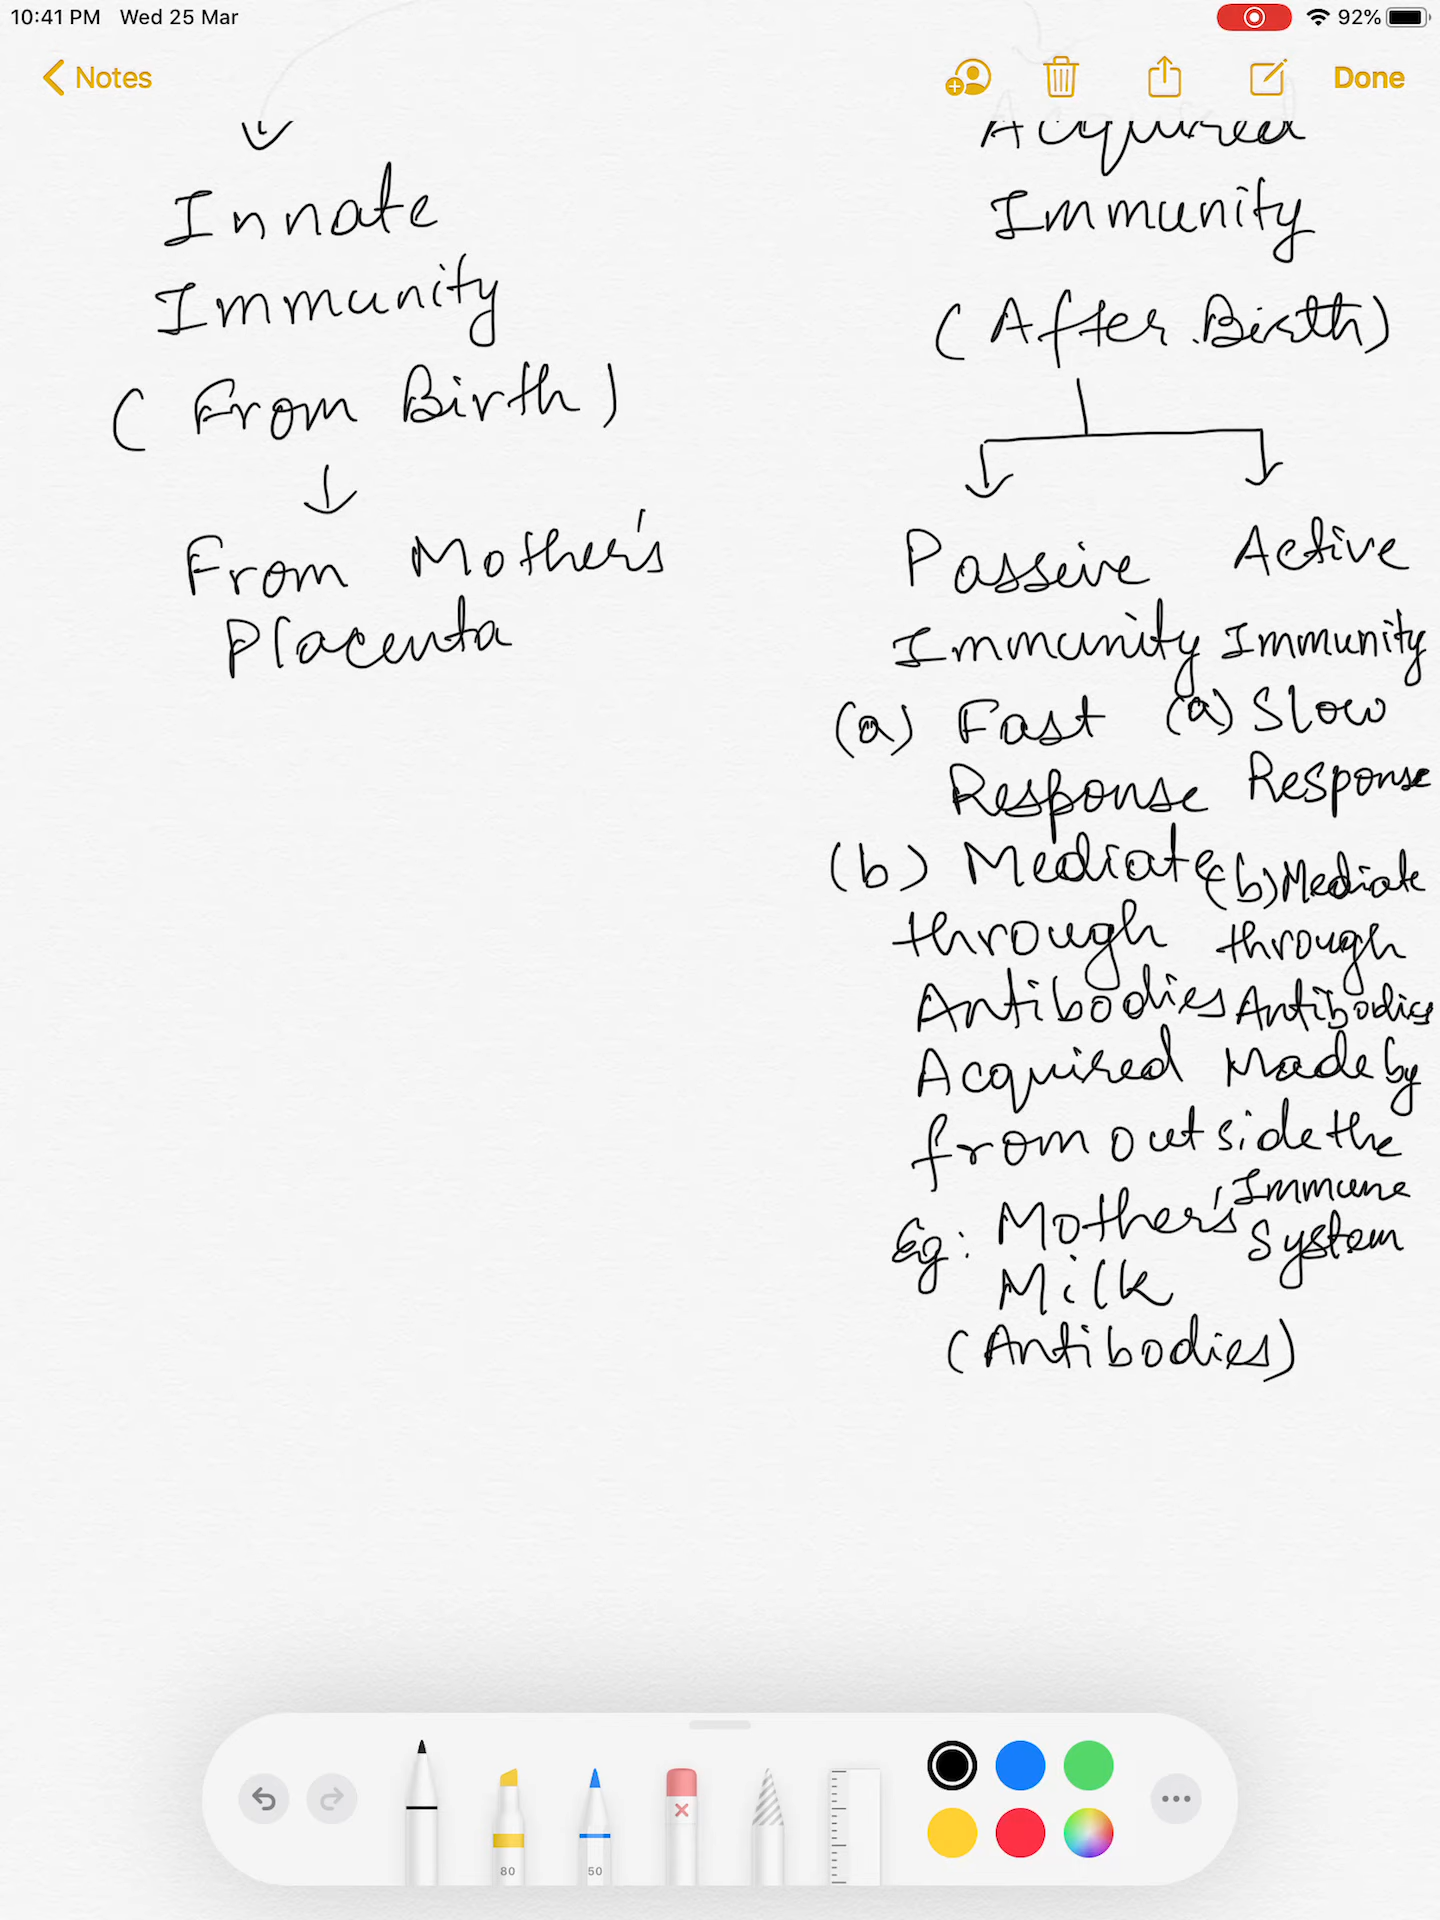 10:41 PM Wed 25 Mar
92%
Notes
Done
Innate
Immunity
(From Birth)
From Mother's
Placenta
Acquired
Immunity
(After Birth)
Passive
Immunity
(a) Fast
Response
(b) Mediate
through
Antibodies
Acquired
from outside
Eg: Mother's
Milk
(Antibodies)
Active
Immunity
(a) Slow
Response
(b) Mediate
through
Antibodies
Made by
the
Immune
System
80
50